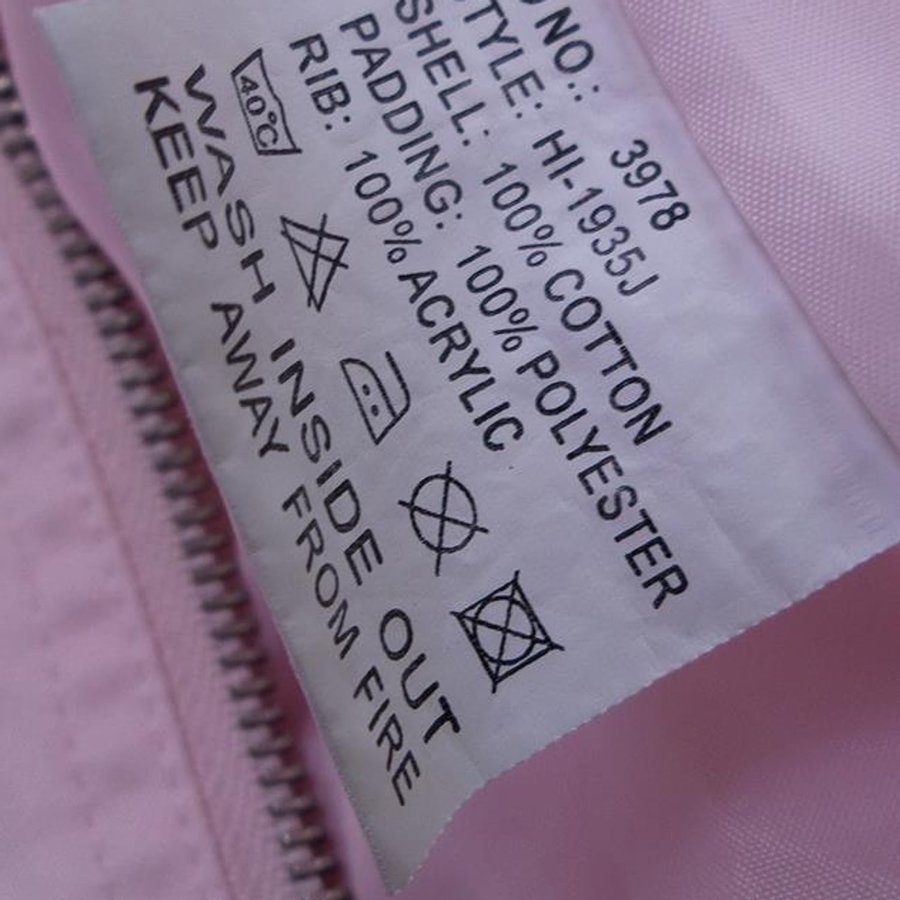 NO.: 3978
STYLE: HI-1935J
SHELL: 100% COTTON
PADDING: 100% POLYESTER
RIB: 100% ACRYLIC
40°C
WASH INSIDE OUT
KEEP AWAY FROM FIRE